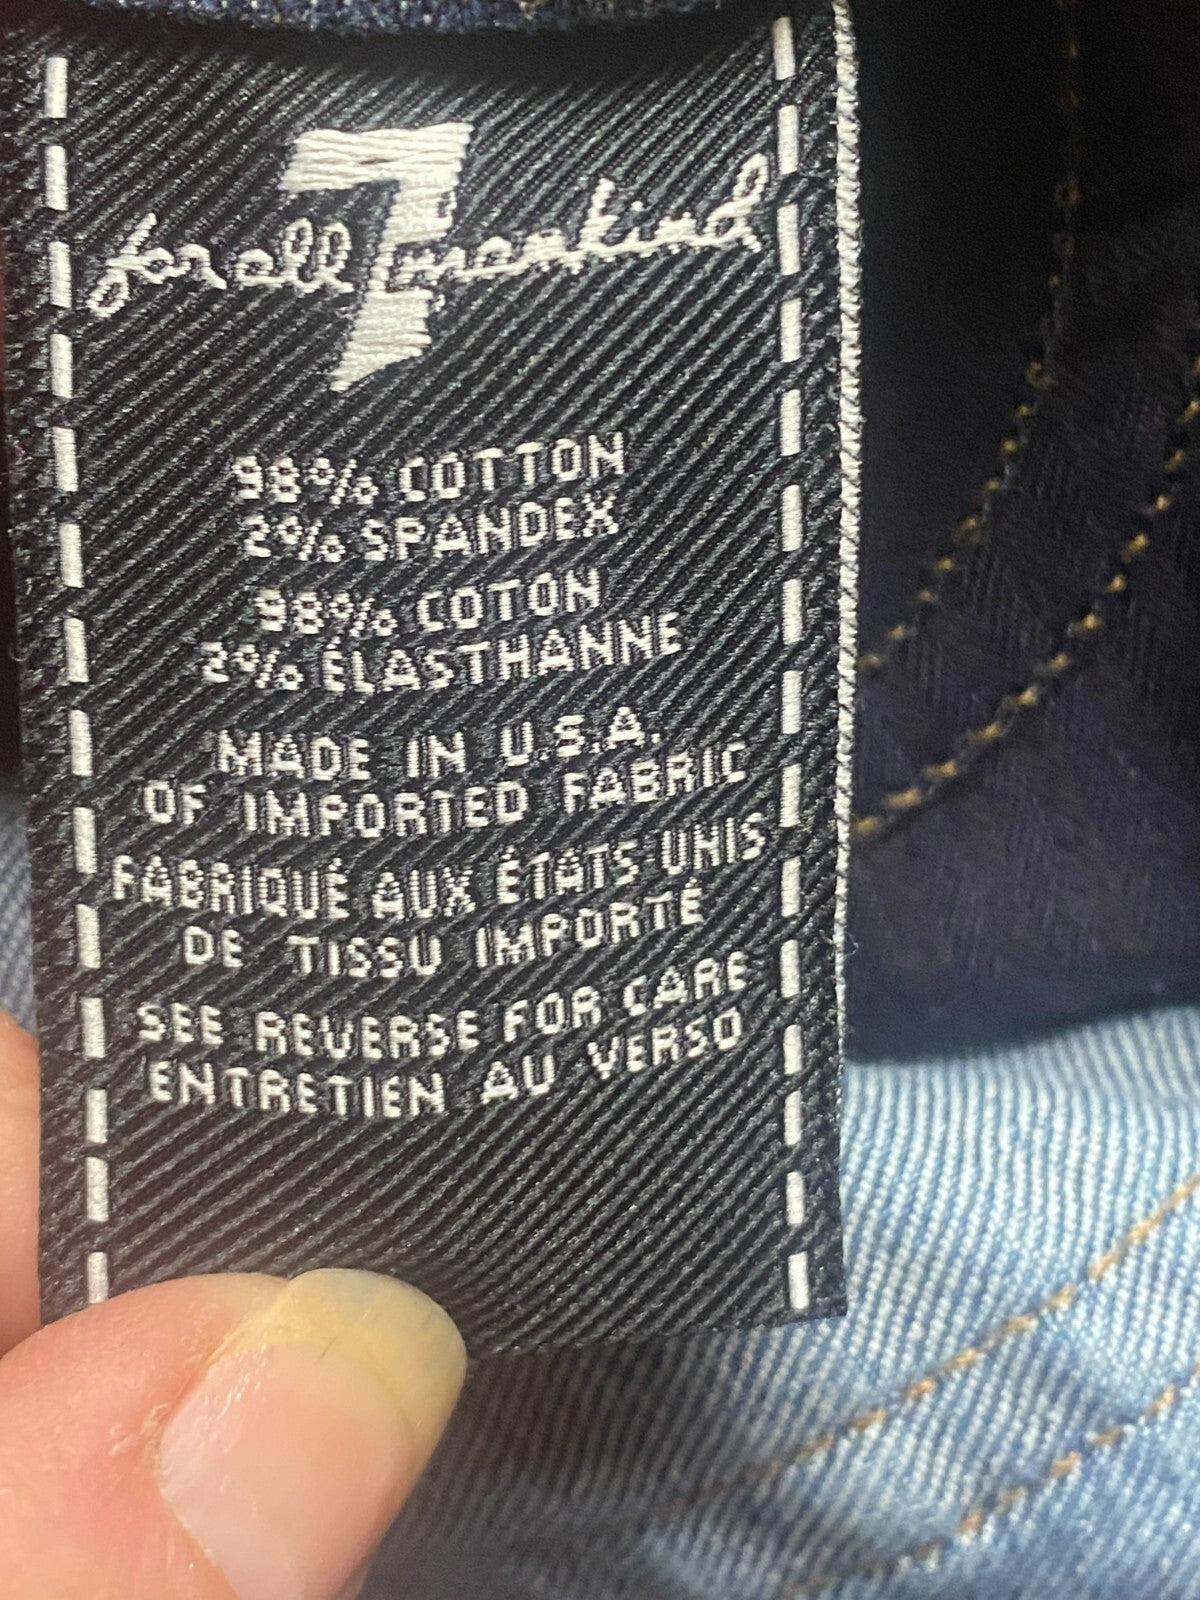 7
for all mankind
98% COTTON
2% SPANDEX
98% COTON
2% ÉLASTHANNE
MADE IN U.S.A.
OF IMPORTED FABRIC
FABRIQUÉ AUX ÉTATS-UNIS
DE TISSU IMPORTÉ
SEE REVERSE FOR CARE
ENTRETIEN AU VERSO